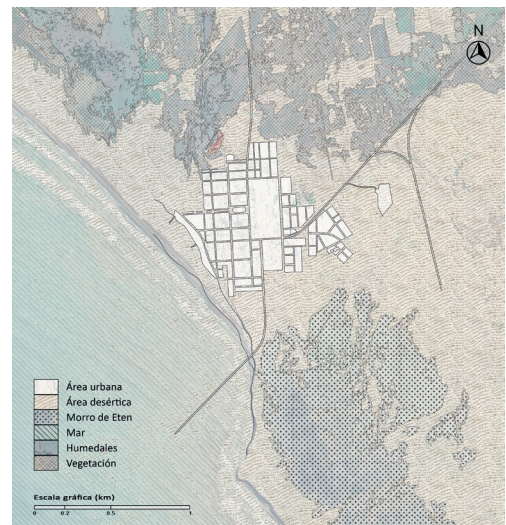 N
Área urbana
Área desértica
Morro de Eten
Mar
Humedales
Vegetación
Escala gráfica (km)
0 0.2 0.5 1